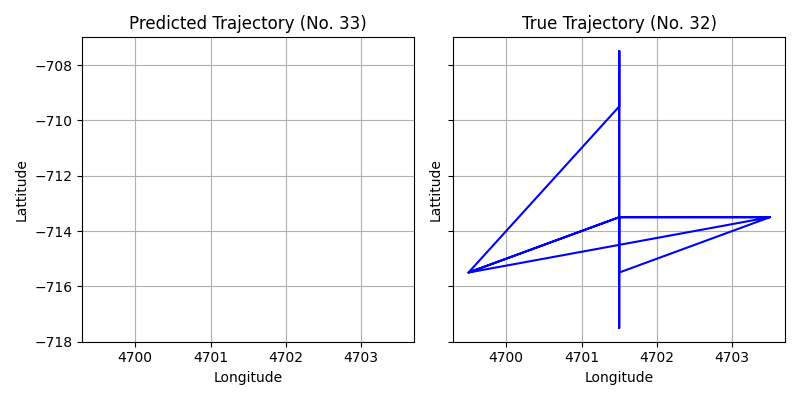 Predicted Trajectory (No. 33)
True Trajectory (No. 32)
−708
−710
−712
−714
−716
−718
Lattitude
Lattitude
4700 4701 4702 4703
4700 4701 4702 4703
Longitude
Longitude